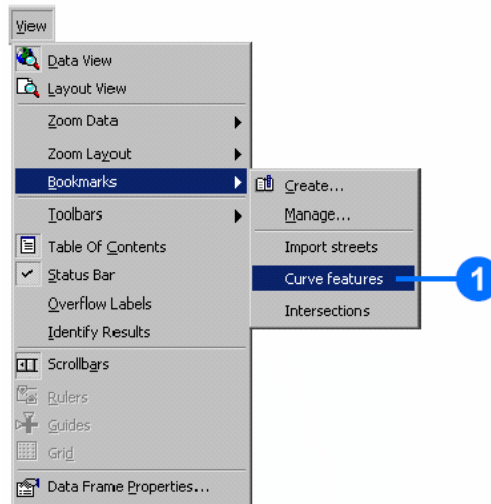 View
Data View
Layout View
Zoom Data
Zoom Layout
Bookmarks
Toolbars
Table Of Contents
Status Bar
Overflow Labels
Identify Results
Scrollbars
Rulers
Guides
Grid
Data Frame Properties...
Create...
Manage...
Import streets
Curve features
1
Intersections